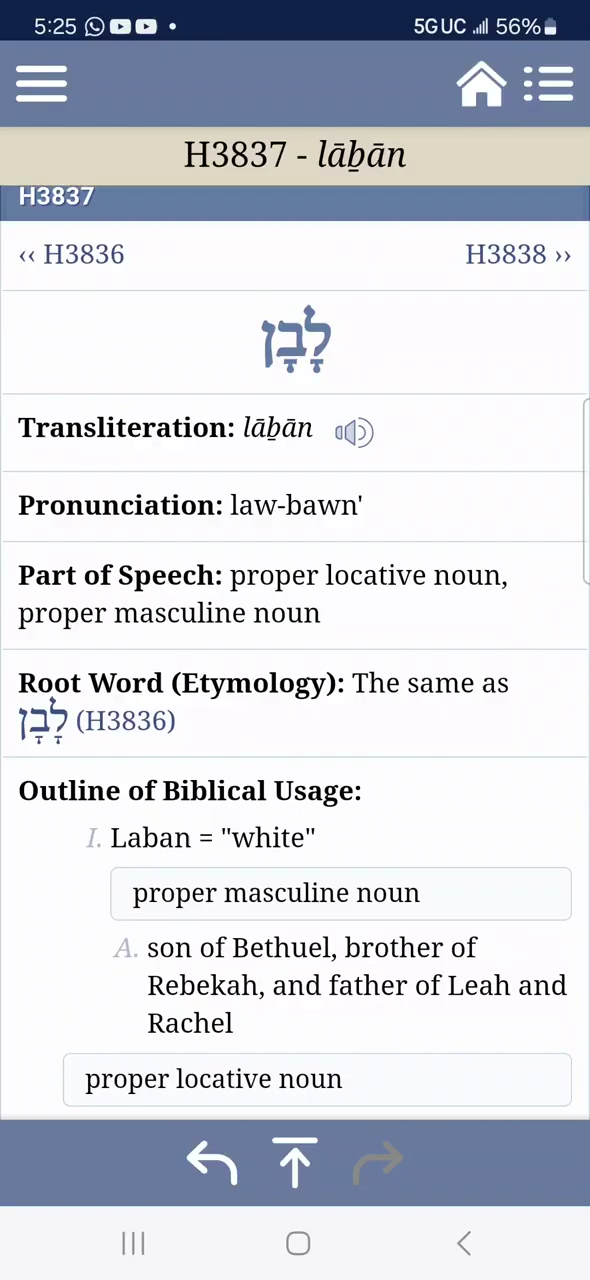 5:25 5G UC 56%
H3837 - lāḇān
H3837
‹‹ H3836 H3838 ››
לָבָן
Transliteration: lāḇān
Pronunciation: law-bawn'
Part of Speech: proper locative noun,
proper masculine noun
Root Word (Etymology): The same as
לָבָן (H3836)
Outline of Biblical Usage:
I. Laban = "white"
proper masculine noun
A. son of Bethuel, brother of
Rebekah, and father of Leah and
Rachel
proper locative noun